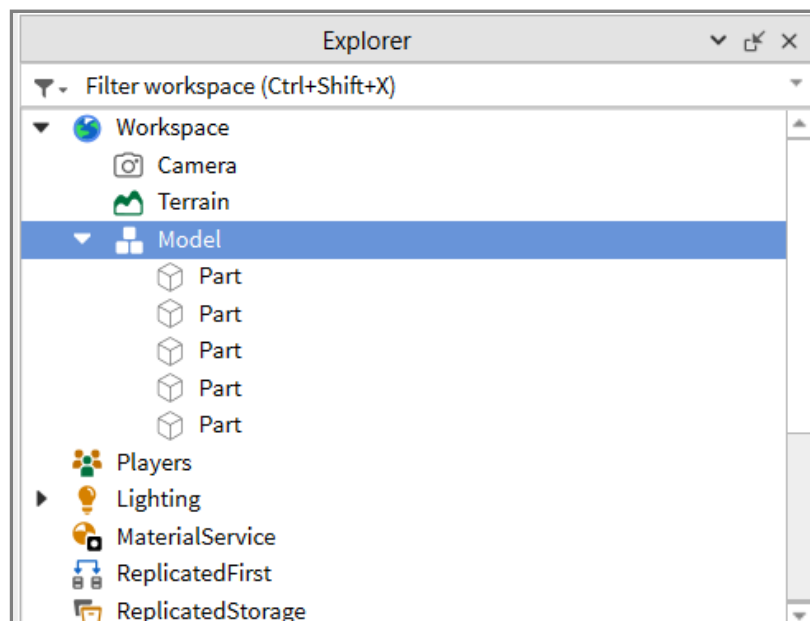 Explorer
Filter workspace (Ctrl+Shift+X)
Workspace
Camera
Terrain
Model
Part
Part
Part
Part
Part
Players
Lighting
MaterialService
ReplicatedFirst
ReplicatedStorage